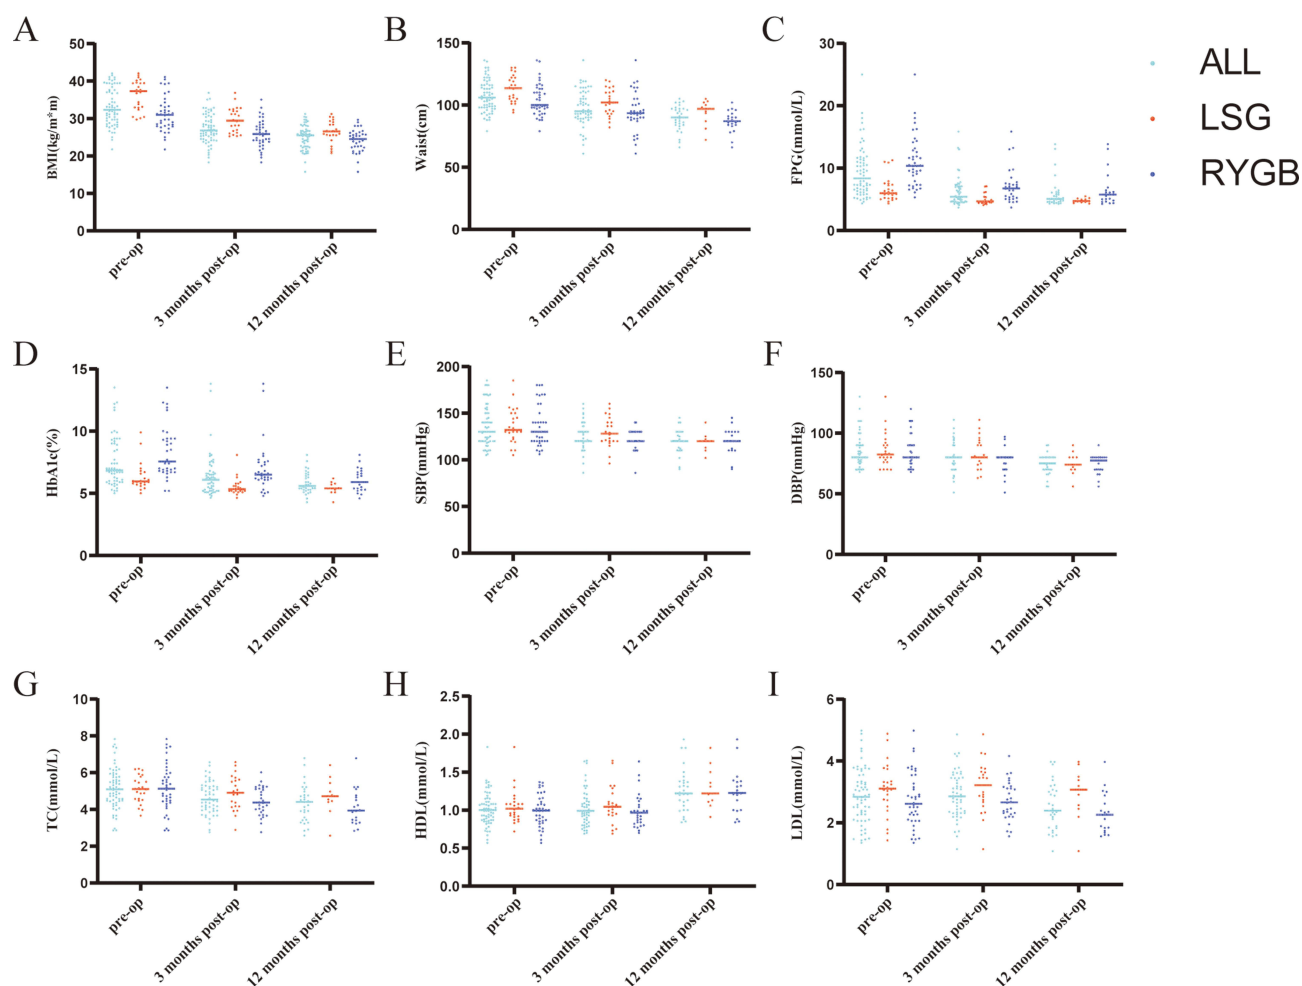 A
BMI(kg/m*m)
50
40
30
20
10
0
pre-op
3 months post-op
12 months post-op
B
Waist(cm)
150
100
50
0
pre-op
3 months post-op
12 months post-op
C
FPG(mmol/L)
30
20
10
0
pre-op
3 months post-op
12 months post-op
ALL
LSG
RYGB
D
HbA1c(%)
15
10
5
0
pre-op
3 months post-op
12 months post-op
E
SBP(mmHg)
200
150
100
50
0
pre-op
3 months post-op
12 months post-op
F
DBP(mmHg)
150
100
50
0
pre-op
3 months post-op
12 months post-op
G
TC(mmol/L)
10
8
6
4
2
0
pre-op
3 months post-op
12 months post-op
H
HDL(mmol/L)
2.5
2.0
1.5
1.0
0.5
0.0
pre-op
3 months post-op
12 months post-op
I
LDL(mmol/L)
6
4
2
0
pre-op
3 months post-op
12 months post-op